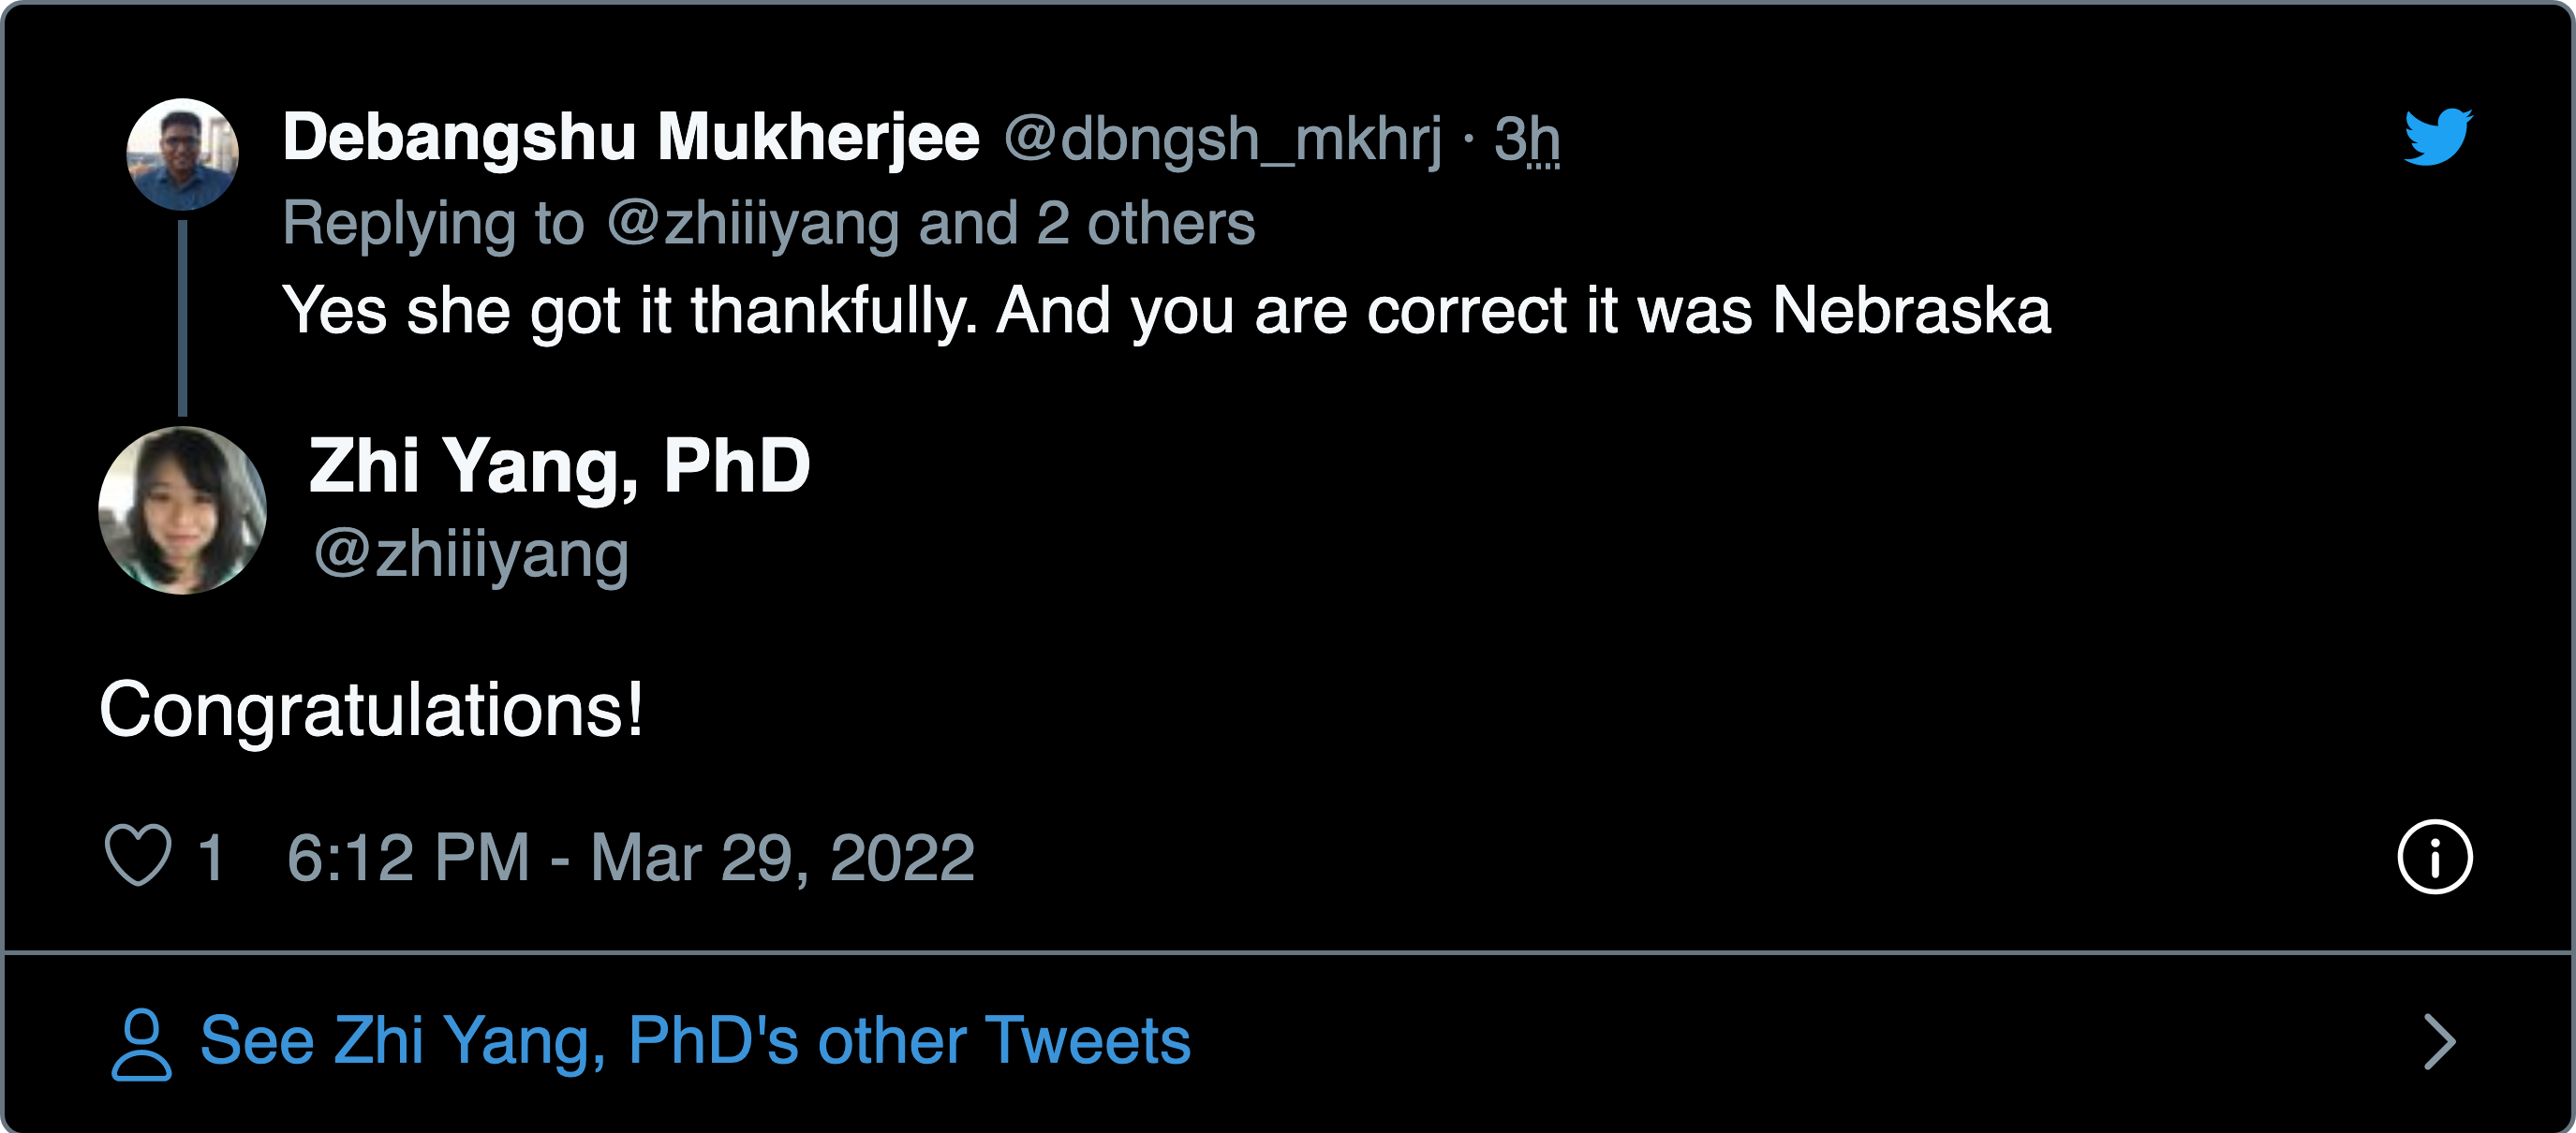 Debangshu Mukherjee @dbngsh_mkhrj · 3h
Replying to @zhiiiyang and 2 others
Yes she got it thankfully. And you are correct it was Nebraska
Zhi Yang, PhD
@zhiiiyang
Congratulations!
1 6:12 PM - Mar 29, 2022
See Zhi Yang, PhD's other Tweets